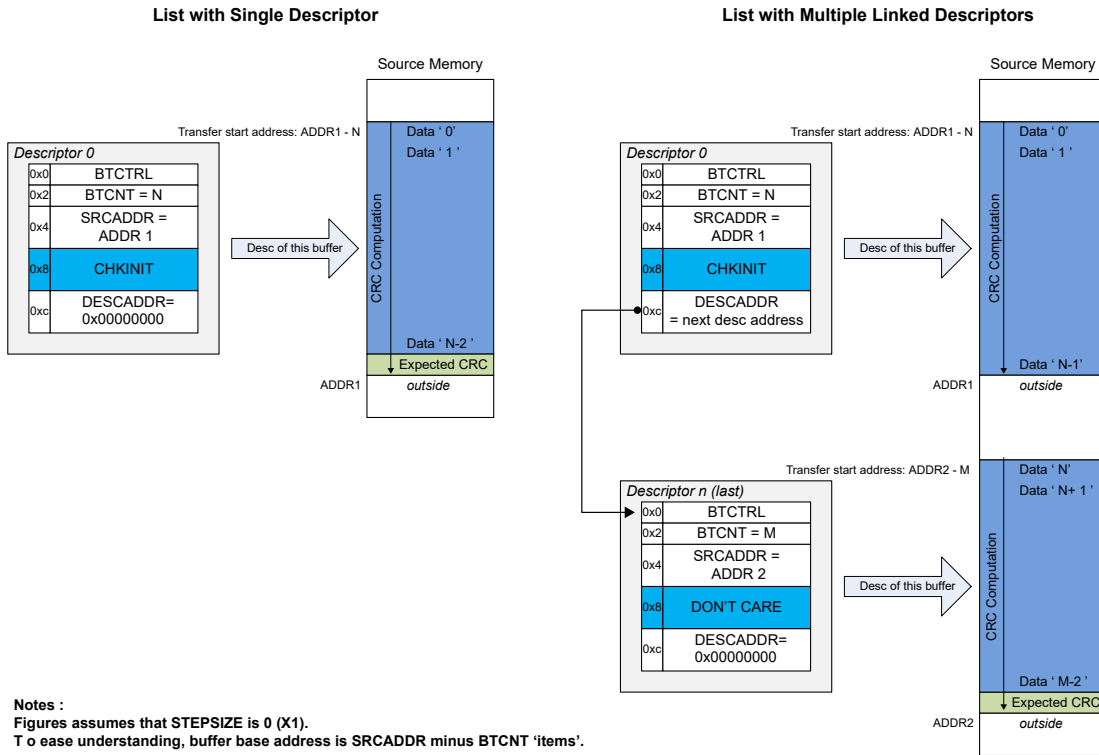 List with Single Descriptor
Source Memory
Transfer start address: ADDR1 - N
Data ‘ 0’
Data ‘ 1 ’
Descriptor 0
0x0 BTCTRL
0x2 BTCNT = N
0x4 SRCADDR =
ADDR 1
0x8 CHKINIT
0xc DESCADDR=
0x00000000
Desc of this buffer
CRC Computation
Data ‘ N-2 ’
Expected CRC
ADDR1
outside
List with Multiple Linked Descriptors
Source Memory
Transfer start address: ADDR1 - N
Data ‘ 0’
Data ‘ 1 ’
Descriptor 0
0x0 BTCTRL
0x2 BTCNT = N
0x4 SRCADDR =
ADDR 1
0x8 CHKINIT
0xc DESCADDR
= next desc address
Desc of this buffer
CRC Computation
Data ‘ N-1’
ADDR1
outside
Transfer start address: ADDR2 - M
Data ‘ N’
Data ‘ N+ 1 ’
Descriptor n (last)
0x0 BTCTRL
0x2 BTCNT = M
0x4 SRCADDR =
ADDR 2
0x8 DON’T CARE
0xc DESCADDR=
0x00000000
Desc of this buffer
CRC Computation
Data ‘ M-2 ’
Expected CRC
ADDR2
outside
Notes :
Figures assumes that STEPSIZE is 0 (X1).
T o ease understanding, buffer base address is SRCADDR minus BTCNT ‘items’.